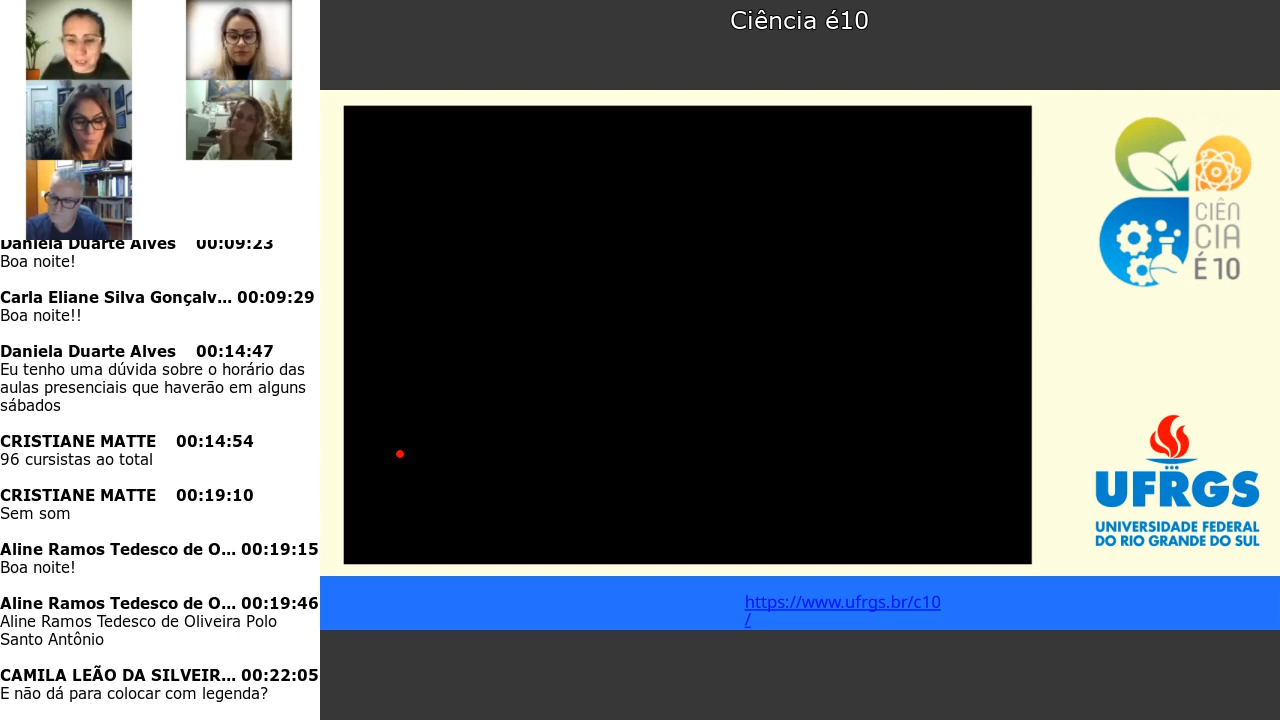 Ciência é10
Daniela Duarte Alves 00:09:23
Boa noite!
Carla Eliane Silva Gonçalv... 00:09:29
Boa noite!!
Daniela Duarte Alves 00:14:47
Eu tenho uma dúvida sobre o horário das
aulas presenciais que haverão em alguns
sábados
CRISTIANE MATTE 00:14:54
96 cursistas ao total
CRISTIANE MATTE 00:19:10
Sem som
Aline Ramos Tedesco de O... 00:19:15
Boa noite!
Aline Ramos Tedesco de O... 00:19:46
Aline Ramos Tedesco de Oliveira Polo
Santo Antônio
CAMILA LEÃO DA SILVEIR... 00:22:05
E não dá para colocar com legenda?
CIÊN
CIA
É 10
UFRGS
UNIVERSIDADE FEDERAL
DO RIO GRANDE DO SUL
https://www.ufrgs.br/c10
/